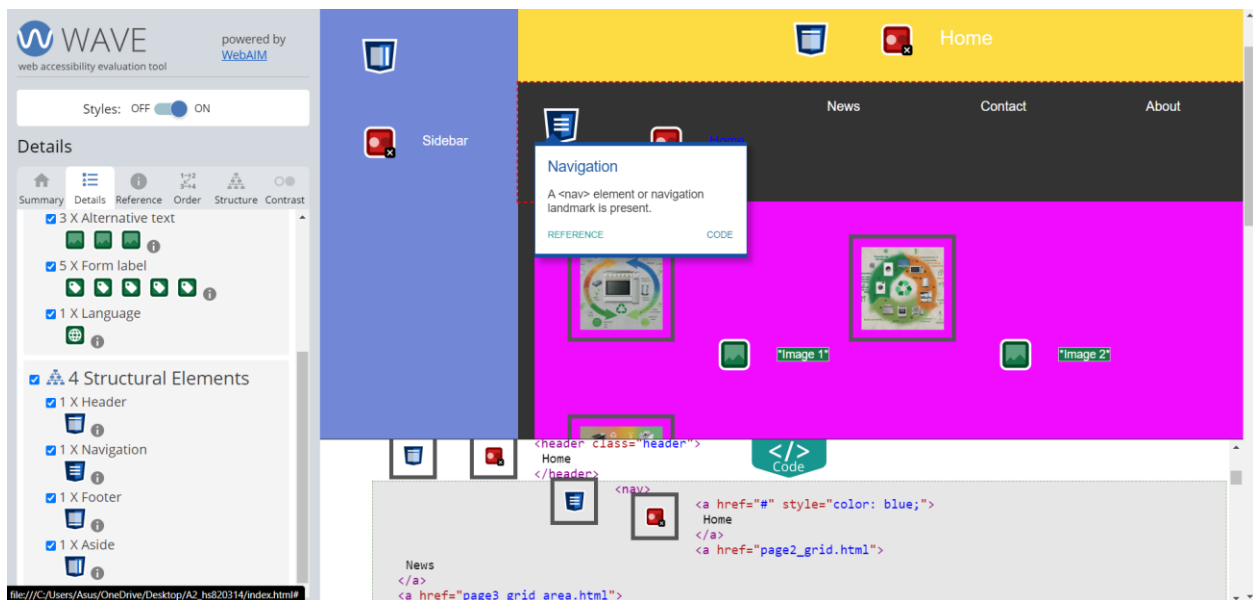 WAVE
web accessibility evaluation tool
powered by
WebAIM
Styles: OFF ON
Details
Summary Details Reference Order Structure Contrast
3 X Alternative text
5 X Form label
1 X Language
4 Structural Elements
1 X Header
1 X Navigation
1 X Footer
1 X Aside
file:///C:/Users/Asus/OneDrive/Desktop/A2_hs820314/index.html#
Home
News Contact About
Sidebar
Home
Navigation
A <nav> element or navigation
landmark is present.
REFERENCE CODE
"Image 1" "Image 2"
</>
Code
<header class="header">
Home
</header>
<nav>
<a href="#" style="color: blue;">
Home
</a>
<a href="page2_grid.html">
News
</a>
<a href="page3_grid_area.html">